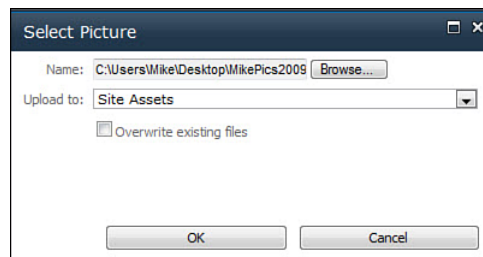 Select Picture
Name: C:\Users\Mike\Desktop\MikePics2009 Browse...
Upload to: Site Assets
Overwrite existing files
OK Cancel